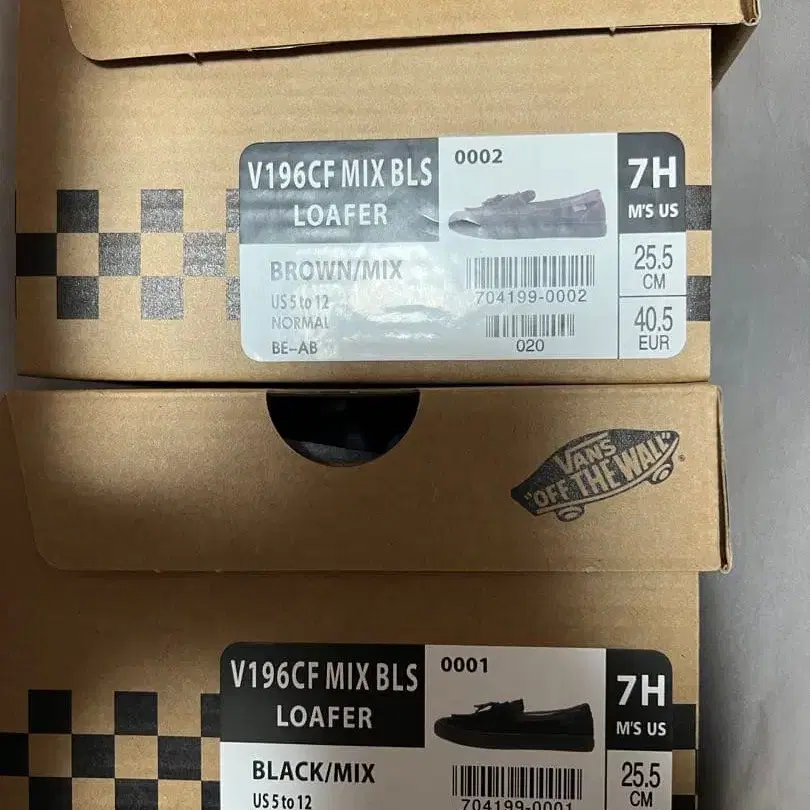 V196CF MIX BLS
LOAFER
0002
7H
M'S US
BROWN/MIX
US 5 to 12
NORMAL
BE-AB
704199-0002
020
25.5
CM
40.5
EUR
VANS
"OFF THE WALL"
®
V196CF MIX BLS
LOAFER
0001
7H
M'S US
BLACK/MIX
US 5 to 12
704199-0001
25.5
CM